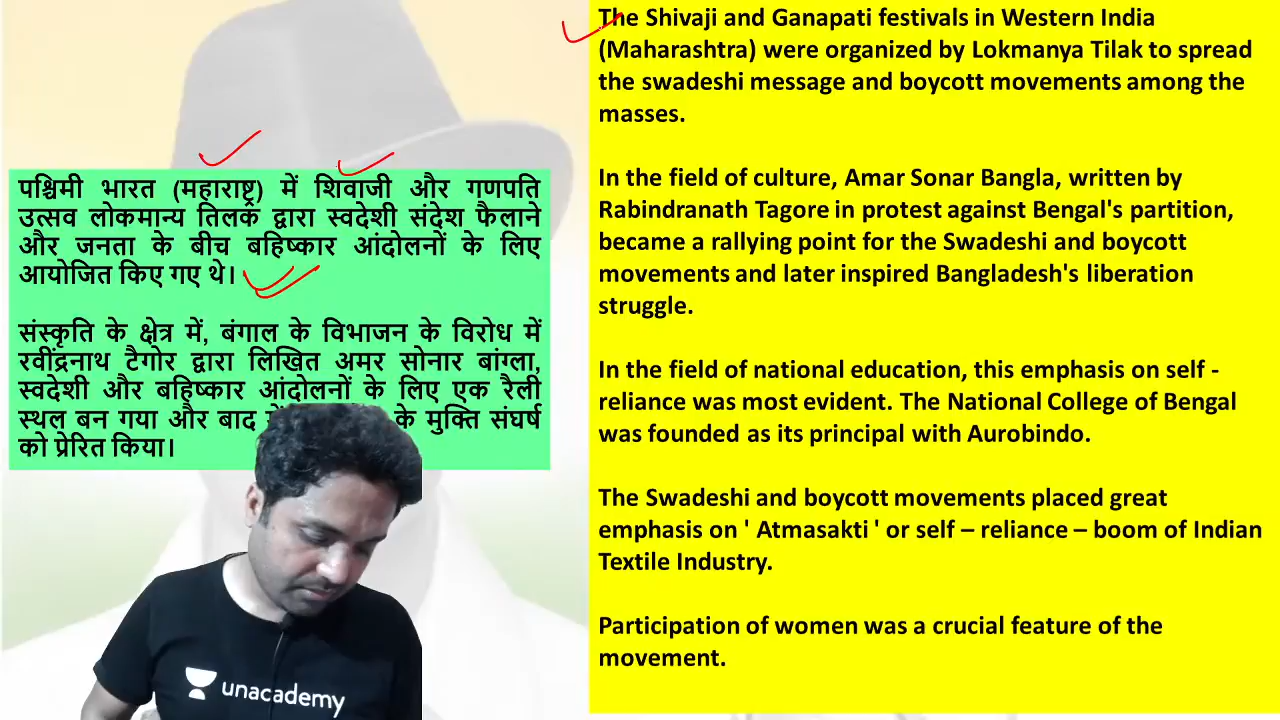 पश्चिमी भारत (महाराष्ट्र) में शिवाजी और गणपति
उत्सव लोकमान्य तिलक द्वारा स्वदेशी संदेश फैलाने
और जनता के बीच बहिष्कार आंदोलनों के लिए
आयोजित किए गए थे।
संस्कृति के क्षेत्र में, बंगाल के विभाजन के विरोध में
रवींद्रनाथ टैगोर द्वारा लिखित अमर सोनार बांग्ला,
स्वदेशी और बहिष्कार आंदोलनों के लिए एक रैली
स्थल बन गया और बाद के मुक्ति संघर्ष
को प्रेरित किया।
unacademy
The Shivaji and Ganapati festivals in Western India
(Maharashtra) were organized by Lokmanya Tilak to spread
the swadeshi message and boycott movements among the
masses.
In the field of culture, Amar Sonar Bangla, written by
Rabindranath Tagore in protest against Bengal's partition,
became a rallying point for the Swadeshi and boycott
movements and later inspired Bangladesh's liberation
struggle.
In the field of national education, this emphasis on self -
reliance was most evident. The National College of Bengal
was founded as its principal with Aurobindo.
The Swadeshi and boycott movements placed great
emphasis on ' Atmasakti ' or self – reliance – boom of Indian
Textile Industry.
Participation of women was a crucial feature of the
movement.